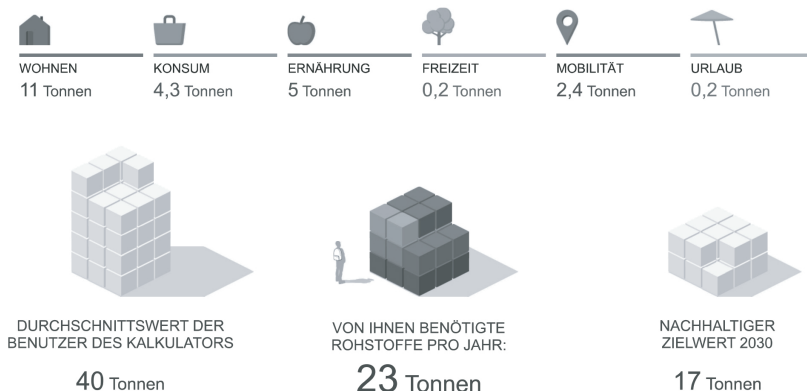 WOHNEN
11 Tonnen
KONSUM
4,3 Tonnen
ERNÄHRUNG
5 Tonnen
FREIZEIT
0,2 Tonnen
MOBILITÄT
2,4 Tonnen
URLAUB
0,2 Tonnen
DURCHSCHNITTSWERT DER
BENUTZER DES KALKULATORS
40 Tonnen
VON IHNEN BENÖTIGTE
ROHSTOFFE PRO JAHR:
23 Tonnen
NACHHALTIGER
ZIELWERT 2030
17 Tonnen